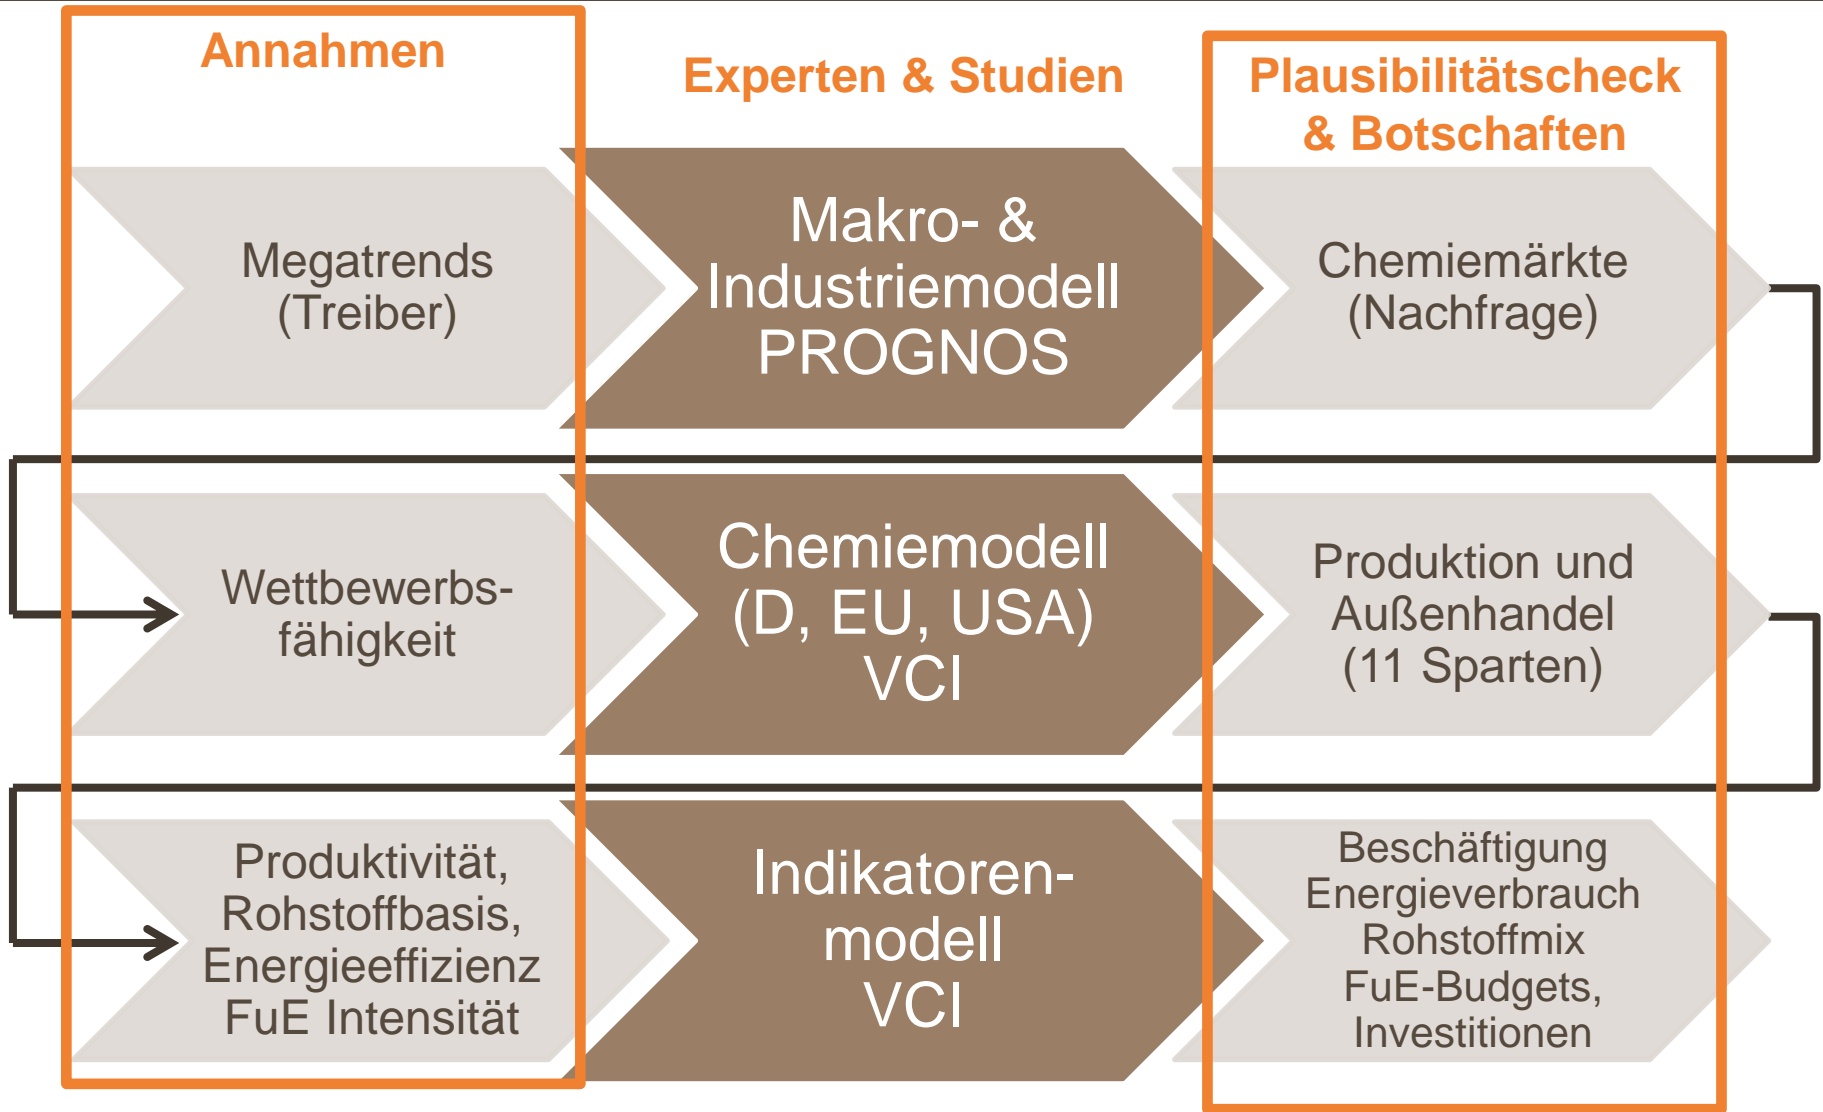 Annahmen
Experten & Studien
Plausibilitätscheck
& Botschaften
Megatrends
(Treiber)
Makro- &
Industriemodell
PROGNOS
Chemiemärkte
(Nachfrage)
Wettbewerbs-
fähigkeit
Chemiemodell
(D, EU, USA)
VCI
Produktion und
Außenhandel
(11 Sparten)
Produktivität,
Rohstoffbasis,
Energieeffizienz
FuE Intensität
Indikatoren-
modell
VCI
Beschäftigung
Energieverbrauch
Rohstoffmix
FuE-Budgets,
Investitionen